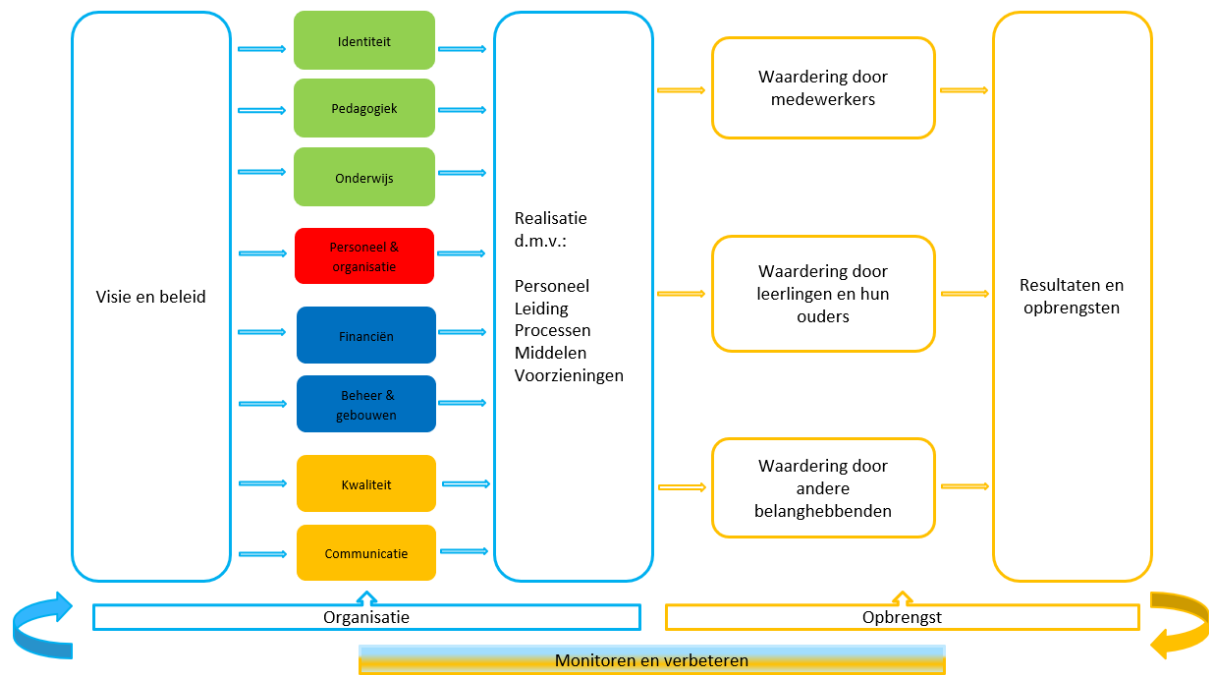 Visie en beleid
Identiteit
Pedagogiek
Onderwijs
Personeel &
organisatie
Financiën
Beheer &
gebouwen
Kwaliteit
Communicatie
Realisatie
d.m.v.:
Personeel
Leiding
Processen
Middelen
Voorzieningen
Waardering door
medewerkers
Waardering door
leerlingen en hun
ouders
Waardering door
andere
belanghebbenden
Resultaten en
opbrengsten
Organisatie
Opbrengst
Monitoren en verbeteren